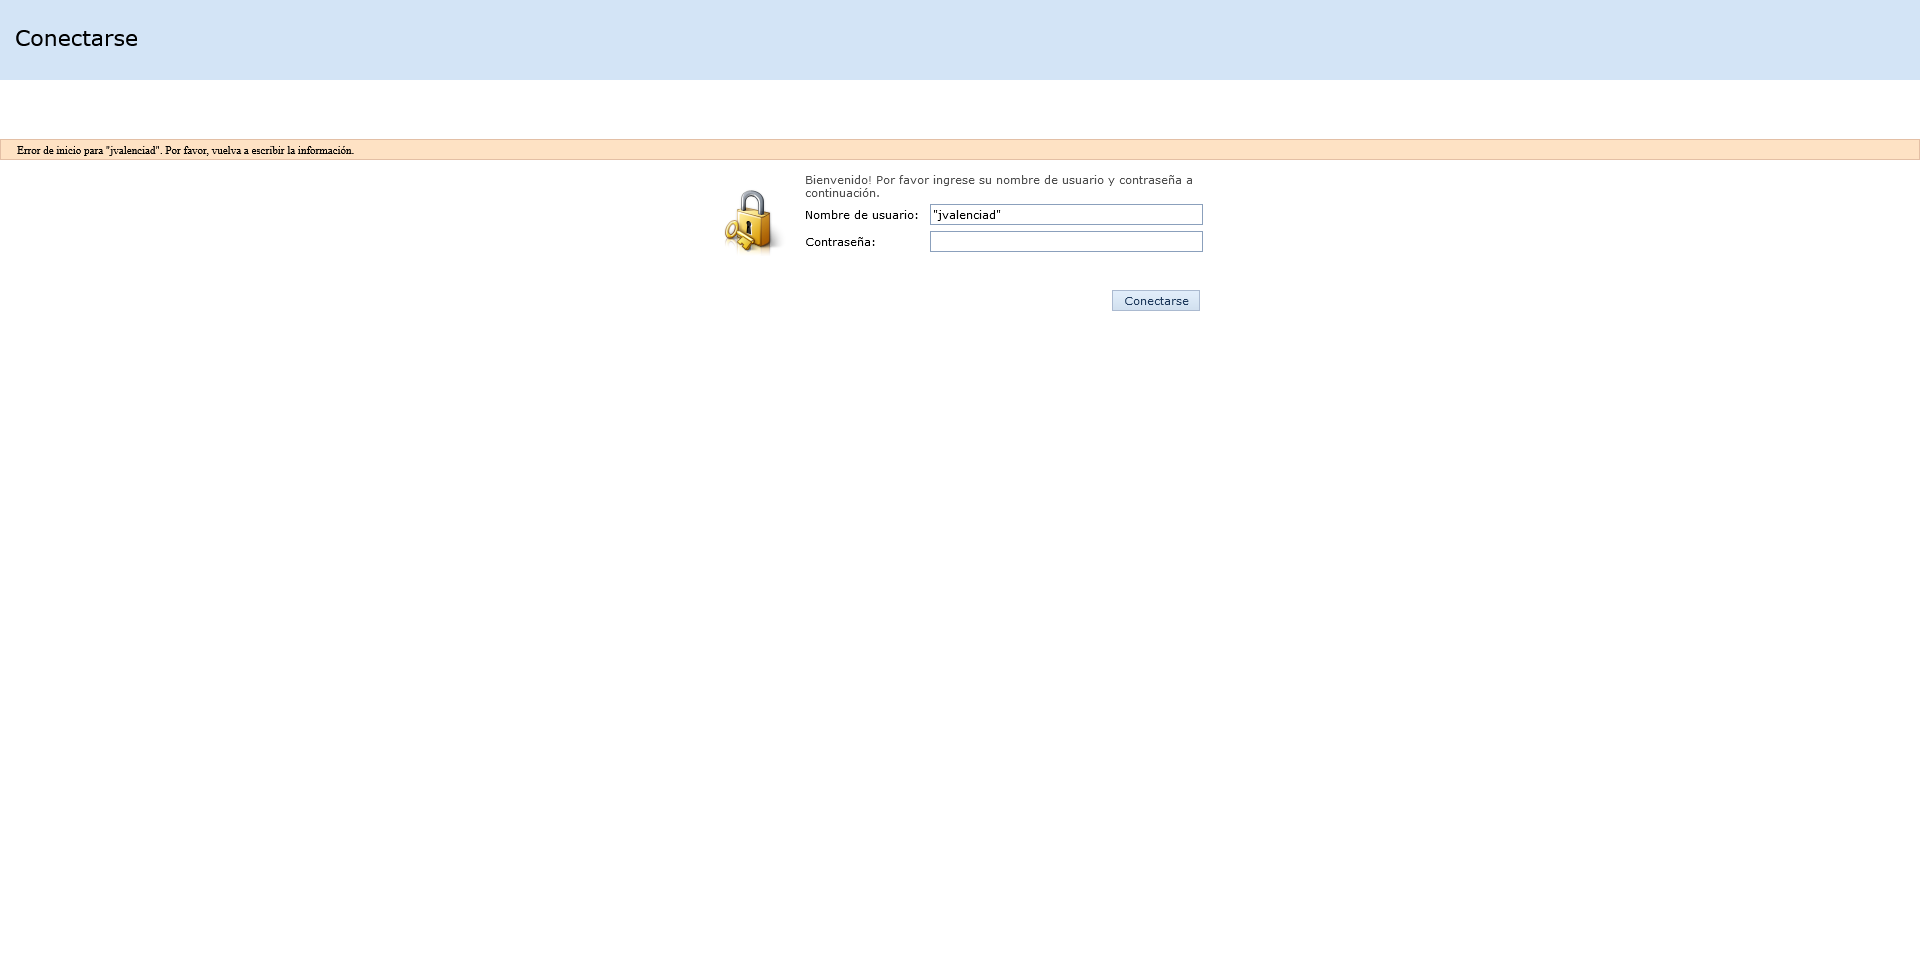 Conectarse
Error de inicio para "jvalenciad". Por favor, vuelva a escribir la información.
Bienvenido! Por favor ingrese su nombre de usuario y contraseña a
continuación.
Nombre de usuario: "jvalenciad"
Contraseña:
Conectarse